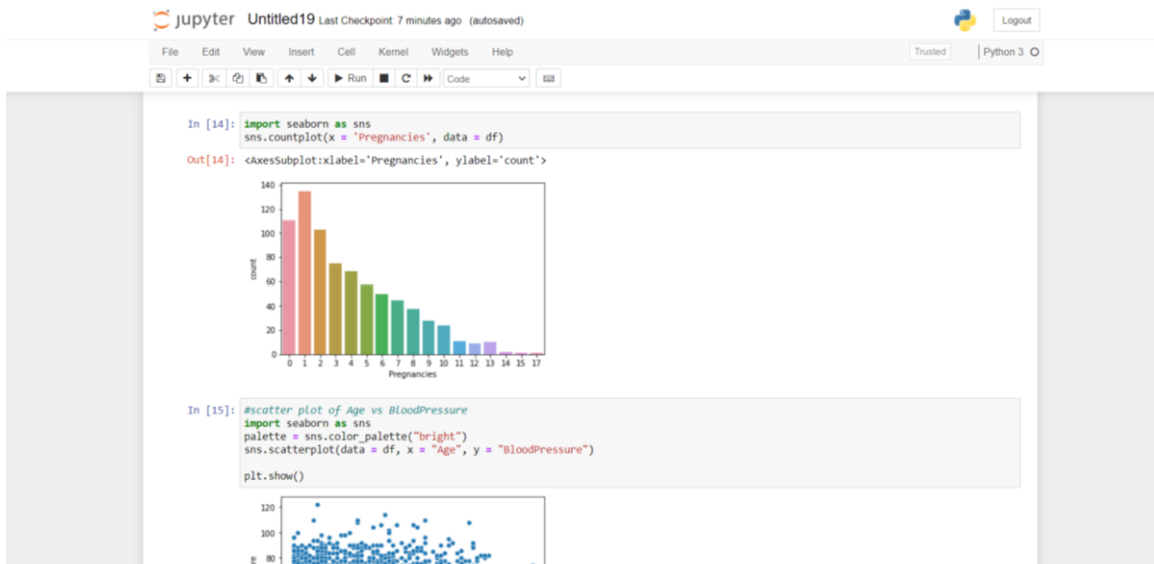 jupyter Untitled19 Last Checkpoint: 7 minutes ago (autosaved)
Logout
File Edit View Insert Cell Kernel Widgets Help
Trusted
Python 3
Run
Code
In [14]: import seaborn as sns
sns.countplot(x = 'Pregnancies', data = df)
Out[14]: <AxesSubplot:xlabel='Pregnancies', ylabel='count'>
140
120
100
80
60
40
20
0
count
0 1 2 3 4 5 6 7 8 9 10 11 12 13 14 15 17
Pregnancies
In [15]: #scatter plot of Age vs BloodPressure
import seaborn as sns
palette = sns.color_palette("bright")
sns.scatterplot(data = df, x = "Age", y = "BloodPressure")
plt.show()
120
100
80